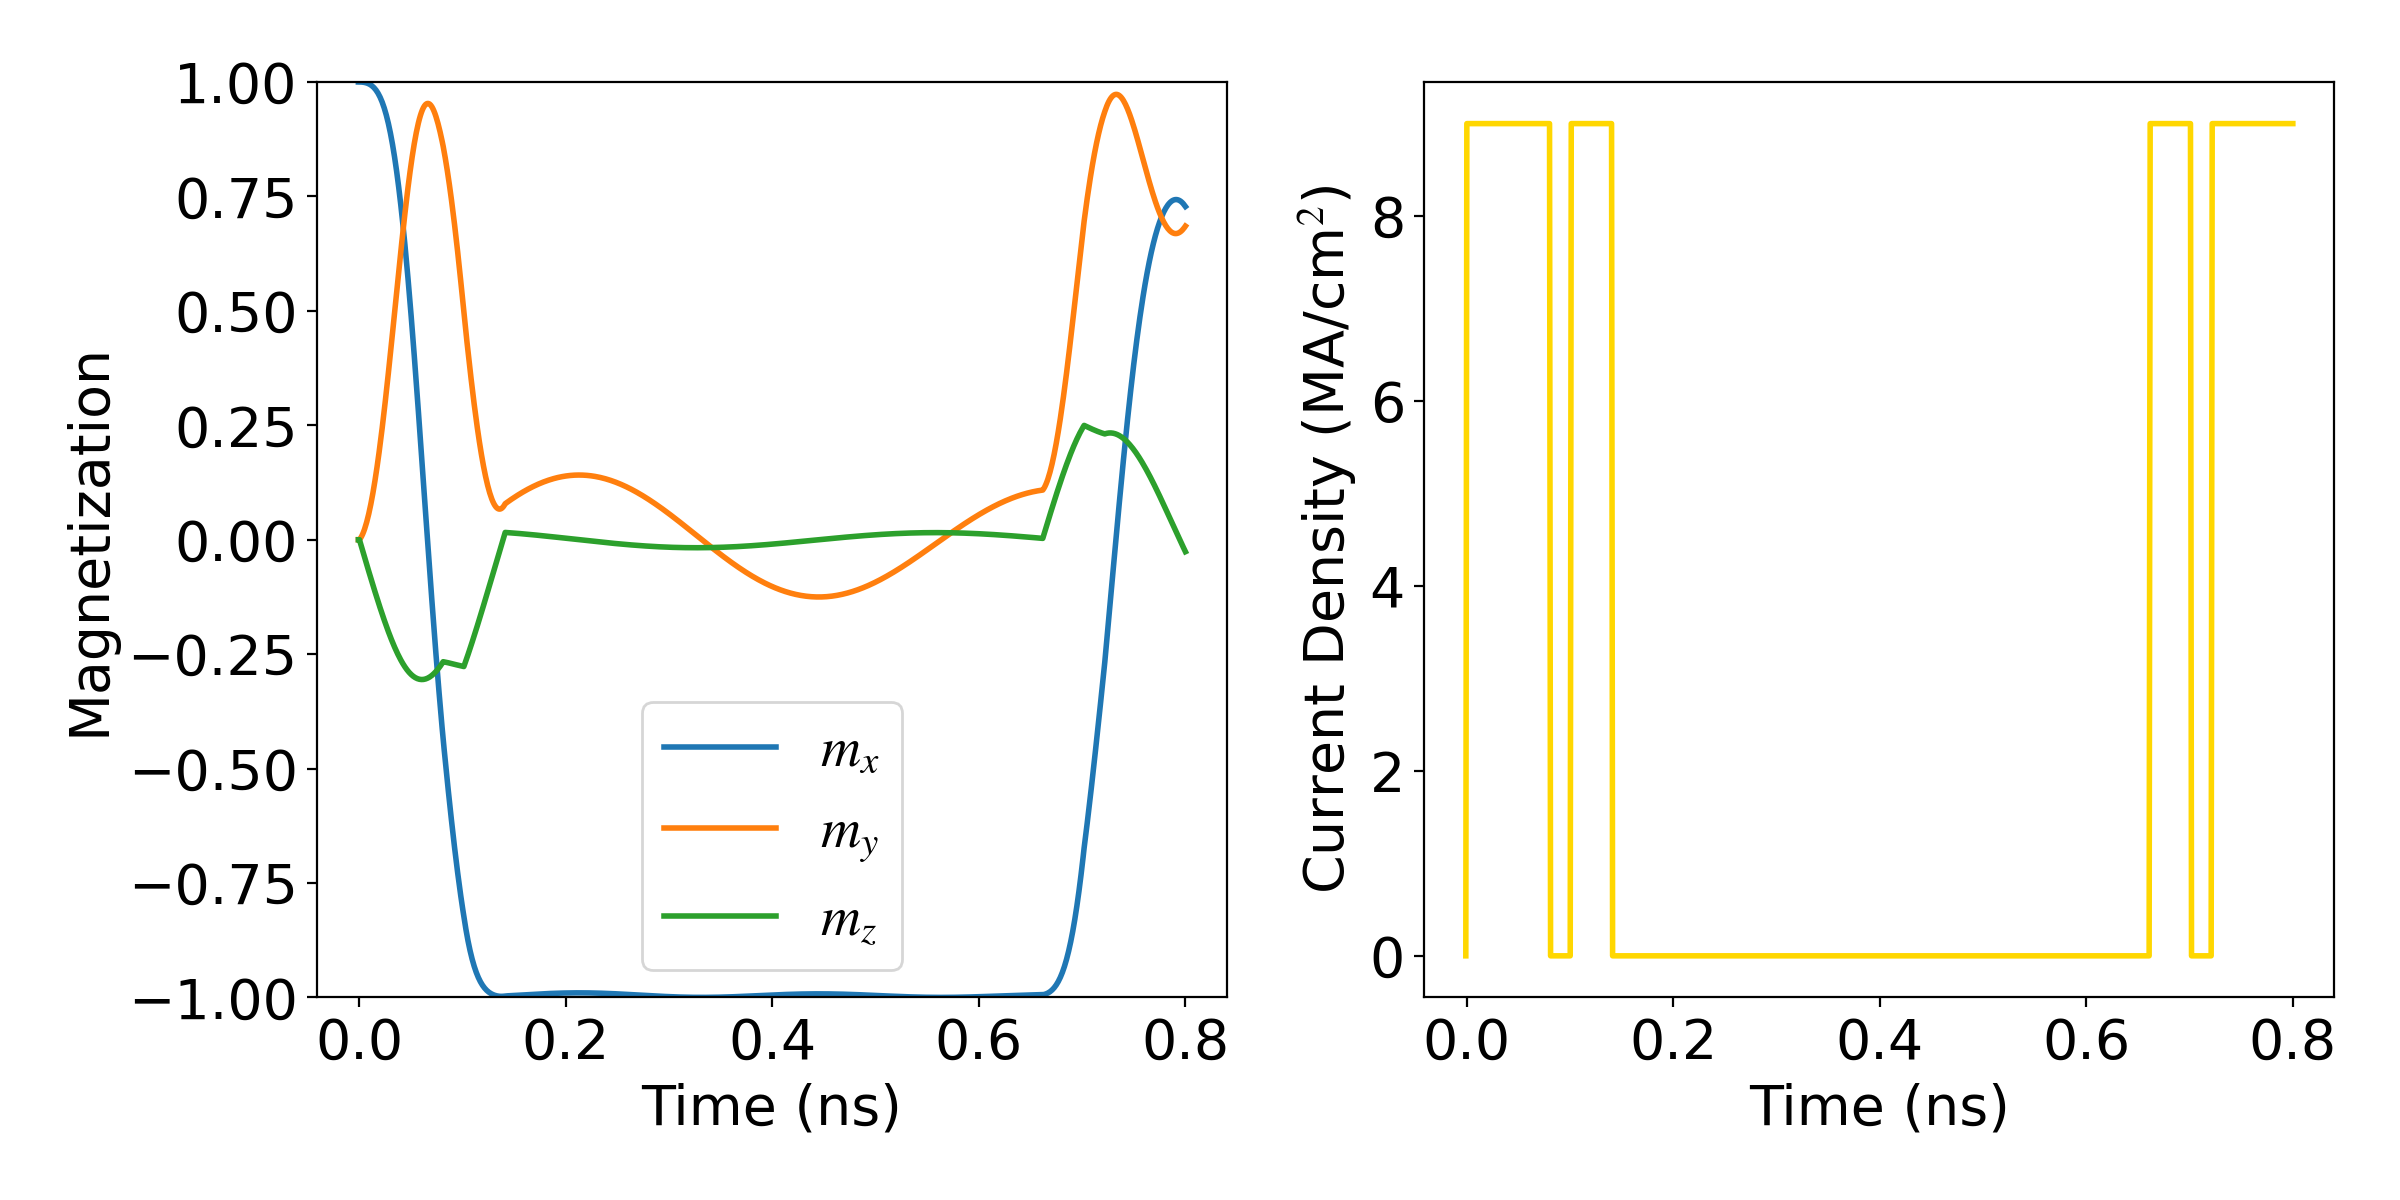 Magnetization
1.00
0.75
0.50
0.25
0.00
−0.25
−0.50
−0.75
−1.00
0.0 0.2 0.4 0.6 0.8
Time (ns)
m_x
m_y
m_z
Current Density (MA/cm²)
8
6
4
2
0
0.0 0.2 0.4 0.6 0.8
Time (ns)